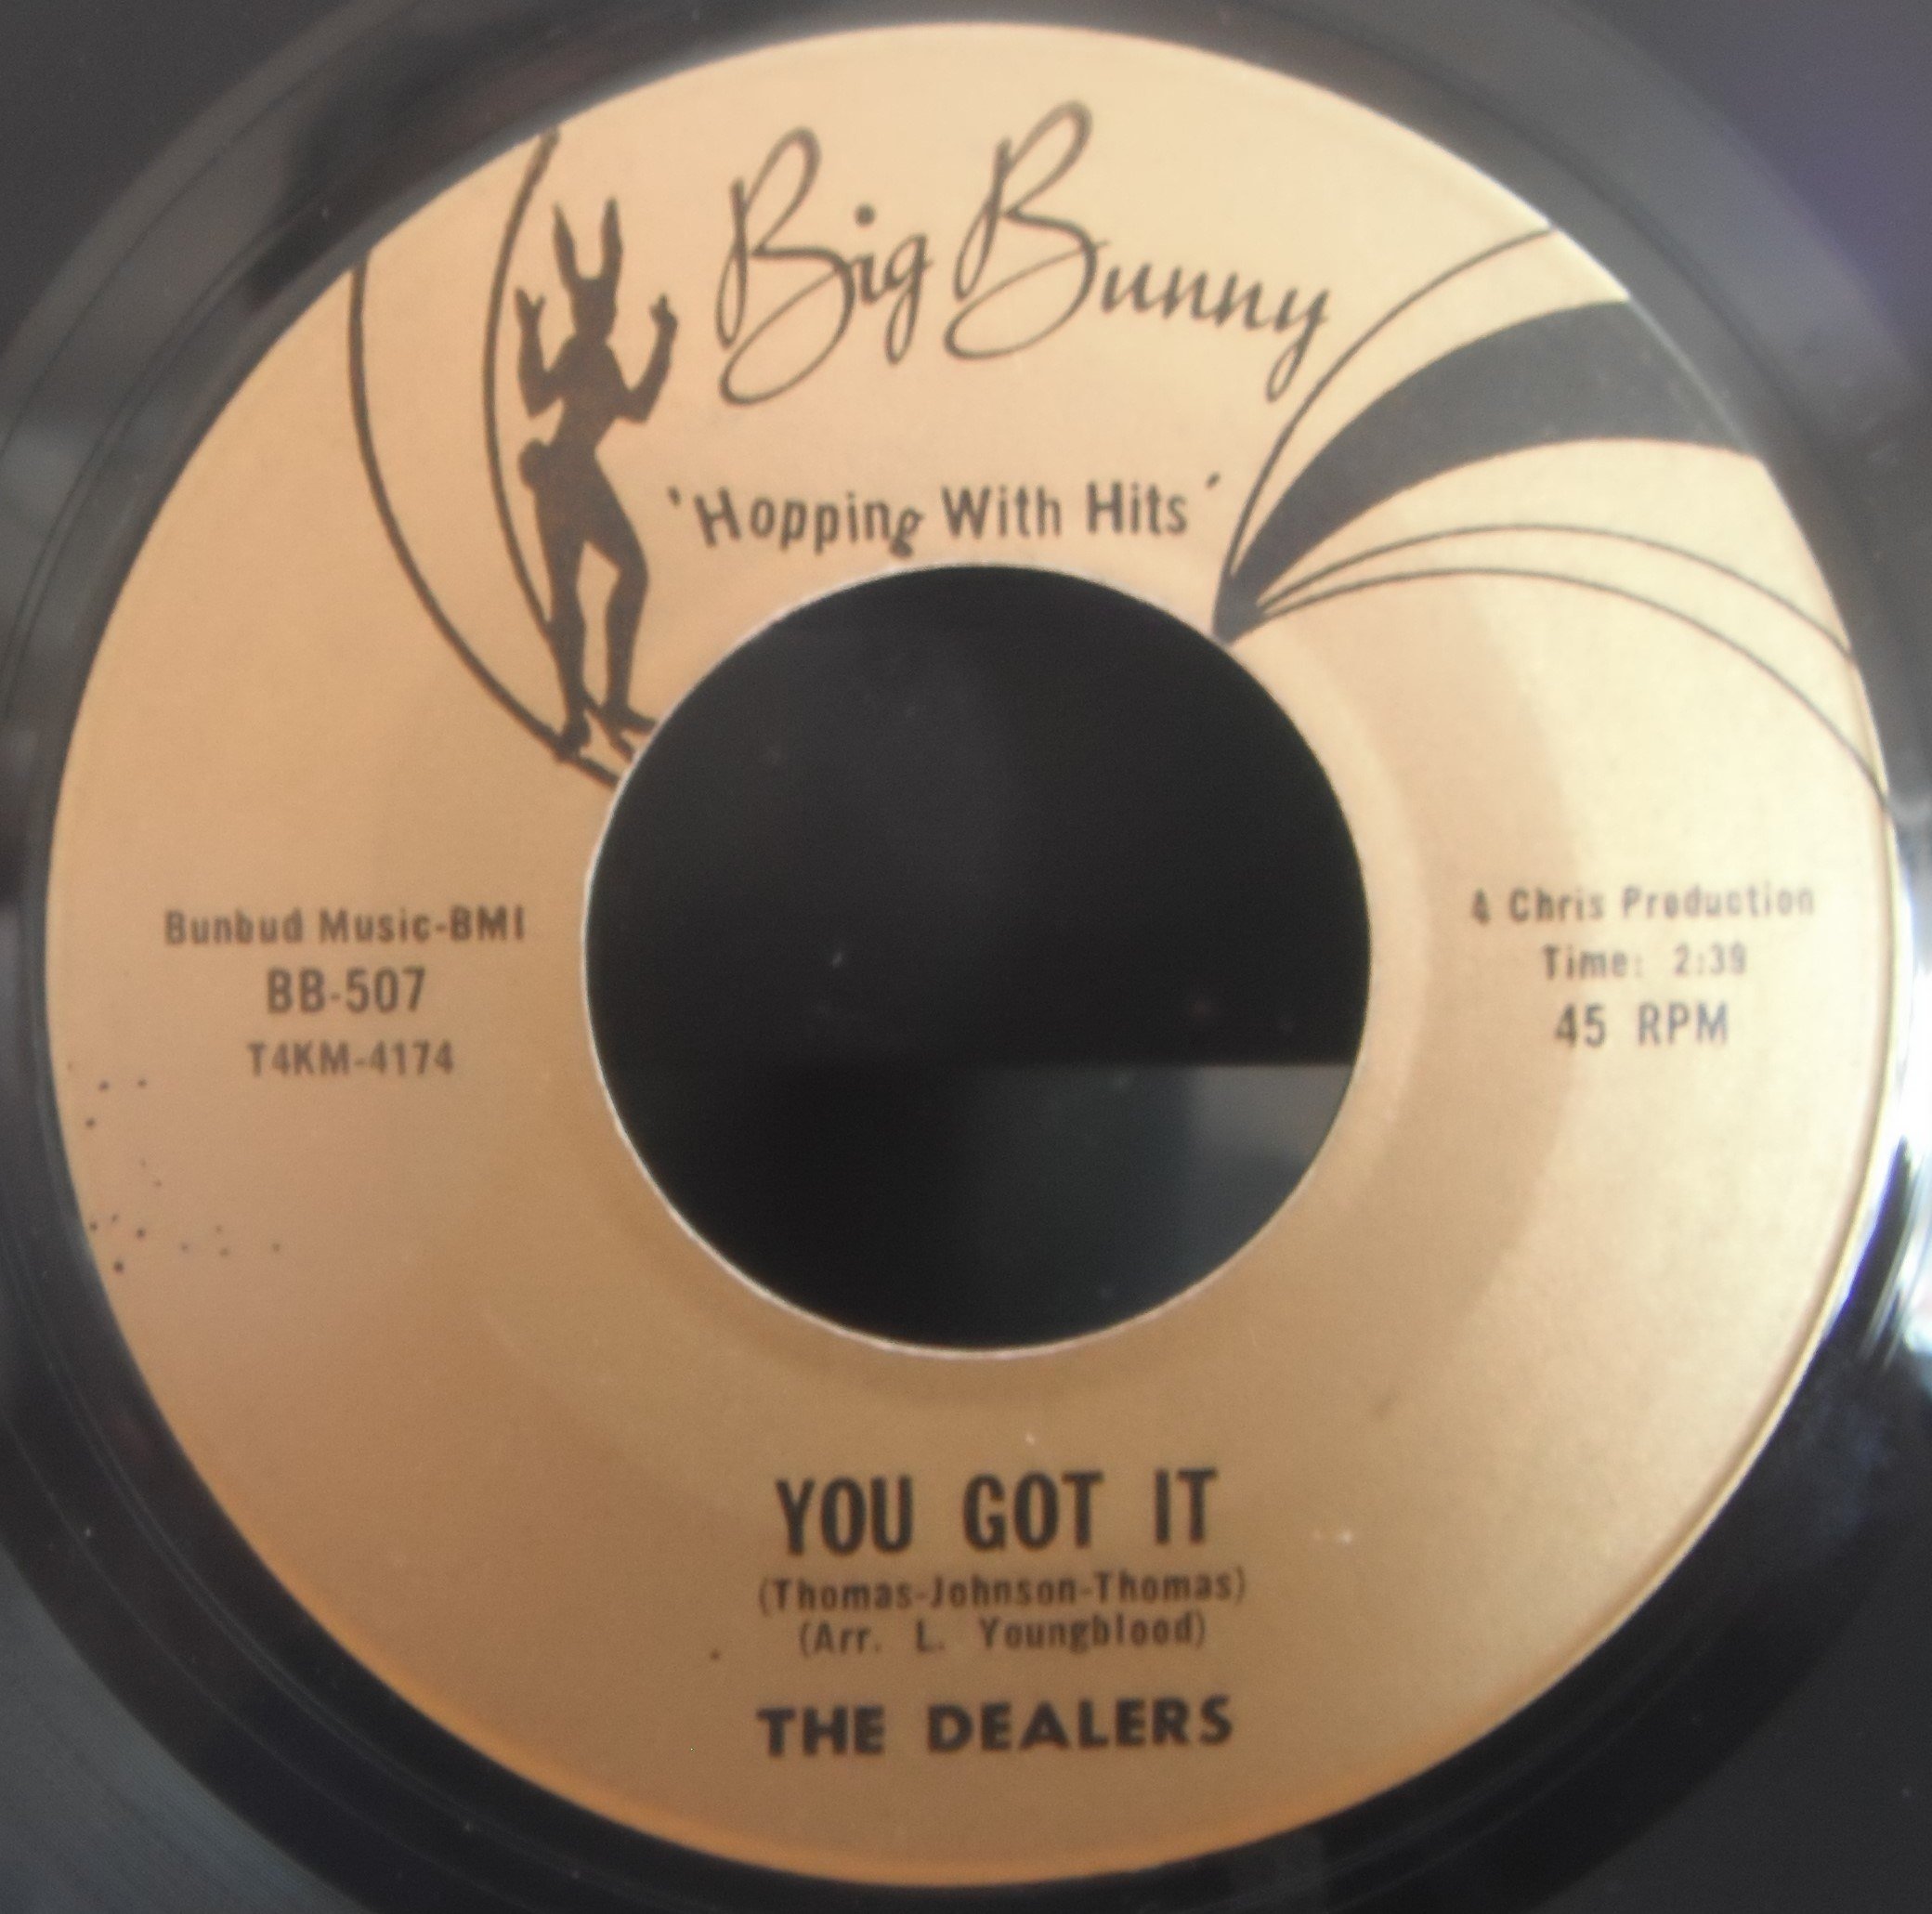 Big Bunny
'Hopping With Hits'
Bunbud Music-BMI
BB-507
T4KM-4174
A Chris Production
Time: 2:39
45 RPM
YOU GOT IT
(Thomas-Johnson-Thomas)
(Arr. L. Youngblood)
THE DEALERS